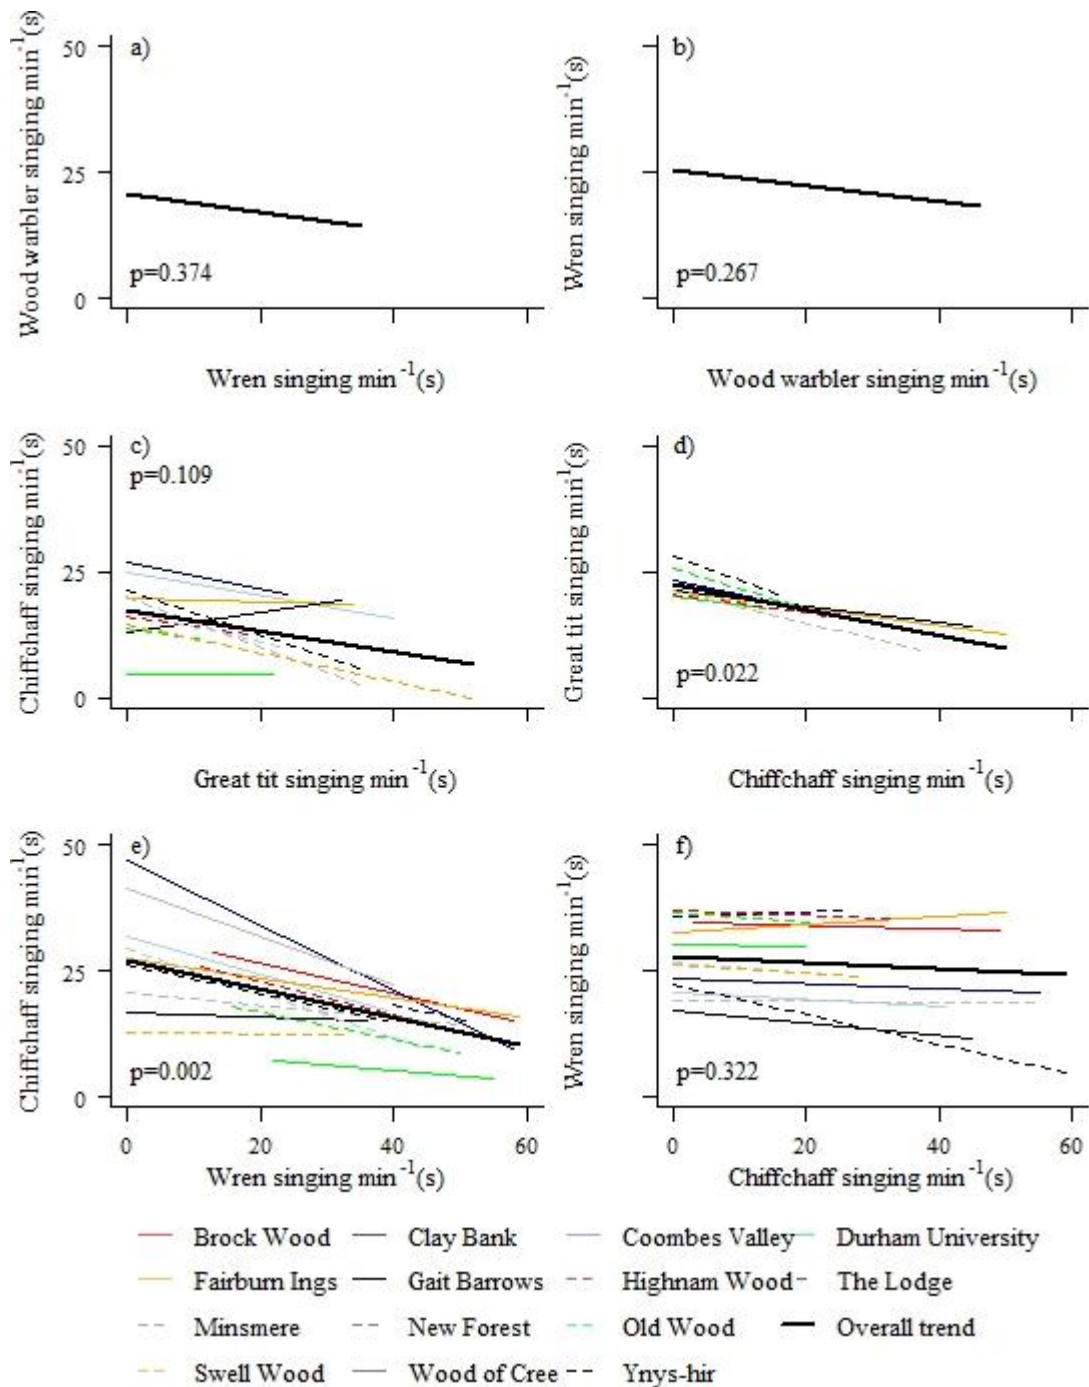 a)
50
25
0
Wood warbler singing min⁻¹(s)
p=0.374
Wren singing min⁻¹(s)
b)
Wren singing min⁻¹(s)
p=0.267
Wood warbler singing min⁻¹(s)
c)
p=0.109
50
25
0
Chiffchaff singing min⁻¹(s)
Great tit singing min⁻¹(s)
d)
Great tit singing min⁻¹(s)
p=0.022
Chiffchaff singing min⁻¹(s)
e)
50
25
0
Chiffchaff singing min⁻¹(s)
p=0.002
0 20 40 60
Wren singing min⁻¹(s)
f)
Wren singing min⁻¹(s)
p=0.322
0 20 40 60
Chiffchaff singing min⁻¹(s)
Brock Wood Clay Bank Coombes Valley Durham University
Fairburn Ings Gait Barrows Highnam Wood The Lodge
Minsmere New Forest Old Wood Overall trend
Swell Wood Wood of Cree Ynys-hir